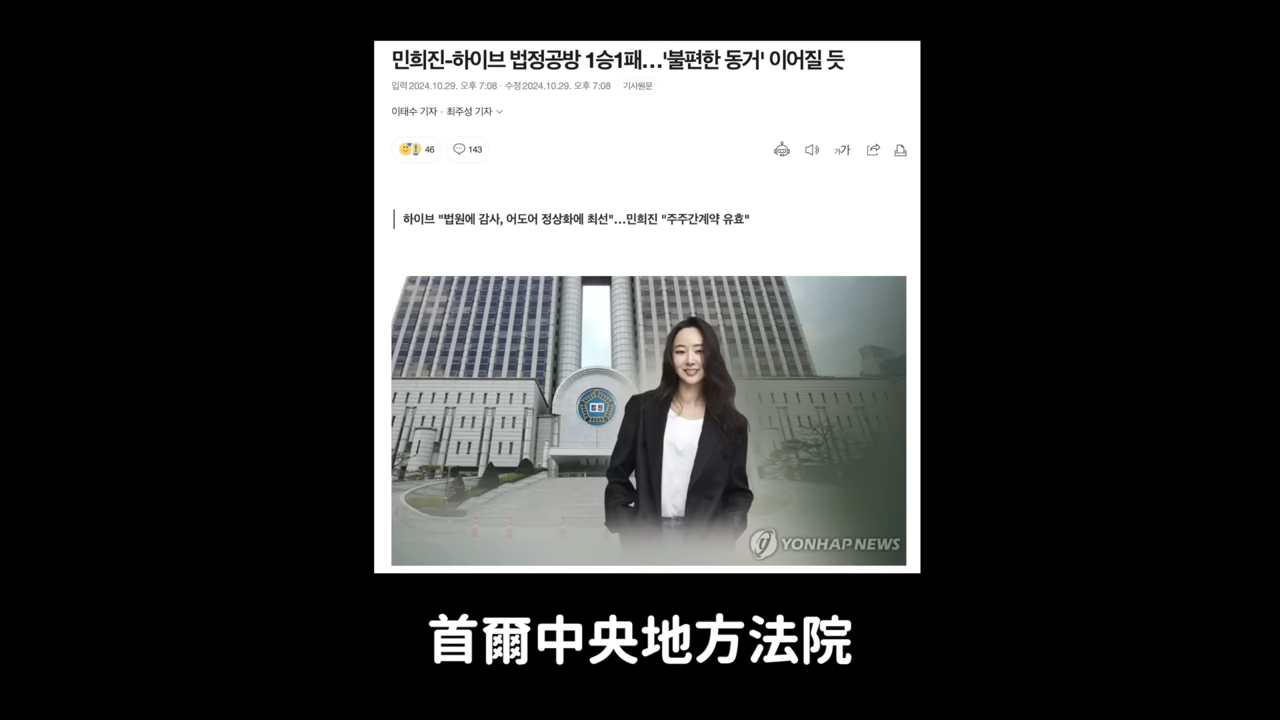 민희진-하이브 법정공방 1승1패…'불편한 동거' 이어질 듯
입력 2024.10.29. 오후 7:08 · 수정 2024.10.29. 오후 7:08 기사원문
이태수 기자 · 최주성 기자
46 143
가가
하이브 "법원에 감사, 어도어 정상화에 최선"…민희진 "주주간계약 유효"
법원
YONHAP NEWS
首爾中央地方法院